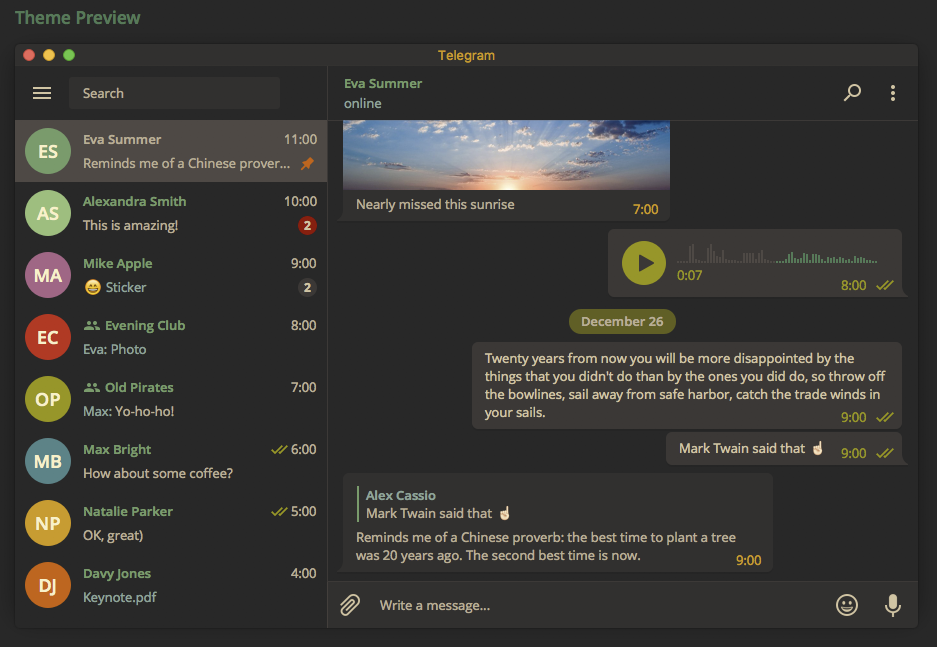 Theme Preview
Telegram
Search
ES
Eva Summer
11:00
Reminds me of a Chinese prover...
AS
Alexandra Smith
10:00
This is amazing!
2
MA
Mike Apple
9:00
😁 Sticker
2
EC
Evening Club
8:00
Eva: Photo
OP
Old Pirates
7:00
Max: Yo-ho-ho!
MB
Max Bright
6:00
How about some coffee?
NP
Natalie Parker
5:00
OK, great)
DJ
Davy Jones
4:00
Keynote.pdf
Eva Summer
online
Nearly missed this sunrise
7:00
0:07
8:00
December 26
Twenty years from now you will be more disappointed by the
things that you didn't do than by the ones you did do, so throw off
the bowlines, sail away from safe harbor, catch the trade winds in
your sails.
9:00
Mark Twain said that ☝🏻
9:00
Alex Cassio
Mark Twain said that ☝🏻
Reminds me of a Chinese proverb: the best time to plant a tree
was 20 years ago. The second best time is now.
9:00
Write a message...